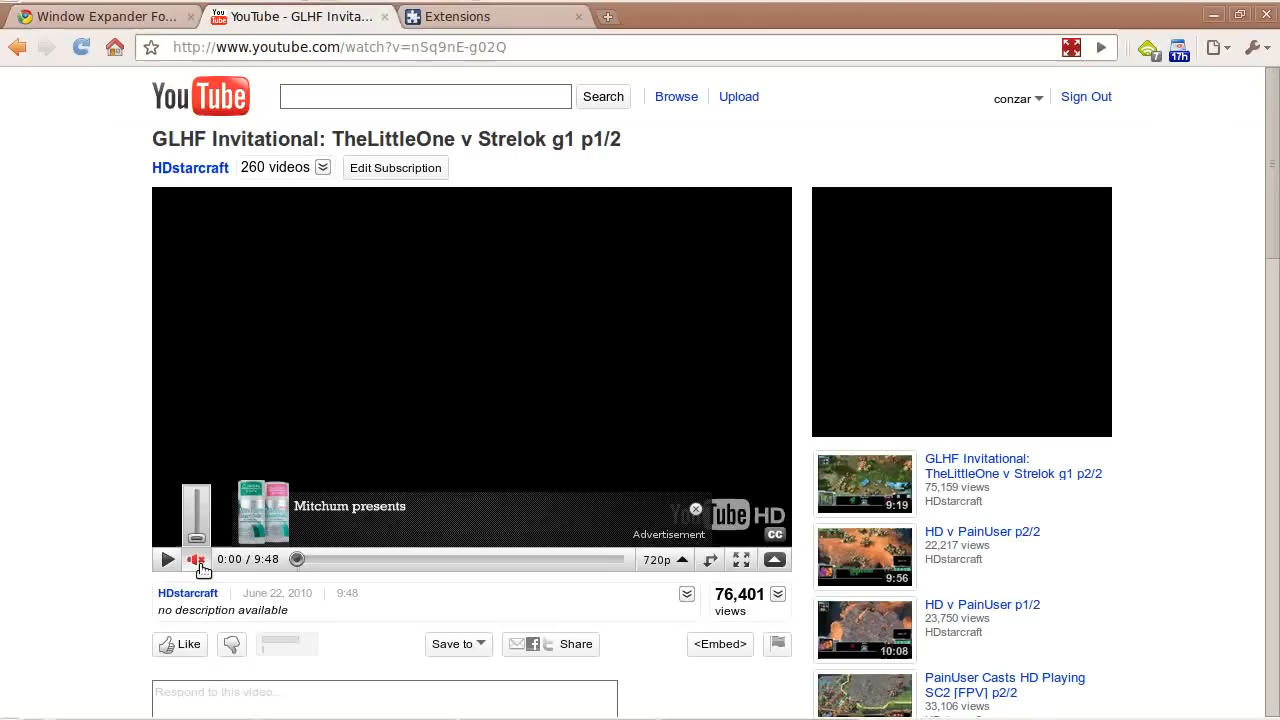 Window Expander Fo...
YouTube - GLHF Invita...
Extensions
http://www.youtube.com/watch?v=nSq9nE-g02Q
7
17h
YouTube
Search
Browse
Upload
conzar
Sign Out
GLHF Invitational: TheLittleOne v Strelok g1 p1/2
HDstarcraft
260 videos
Edit Subscription
Mitchum presents
YouTube HD
Advertisement
CC
0:00 / 9:48
720p
HDstarcraft
June 22, 2010
9:48
76,401
views
no description available
Like
Save to
Share
<Embed>
Respond to this video...
GLHF Invitational:
TheLittleOne v Strelok g1 p2/2
75,159 views
HDstarcraft
9:19
HD v PainUser p2/2
22,217 views
HDstarcraft
9:56
HD v PainUser p1/2
23,750 views
HDstarcraft
10:08
PainUser Casts HD Playing
SC2 [FPV] p2/2
33,106 views